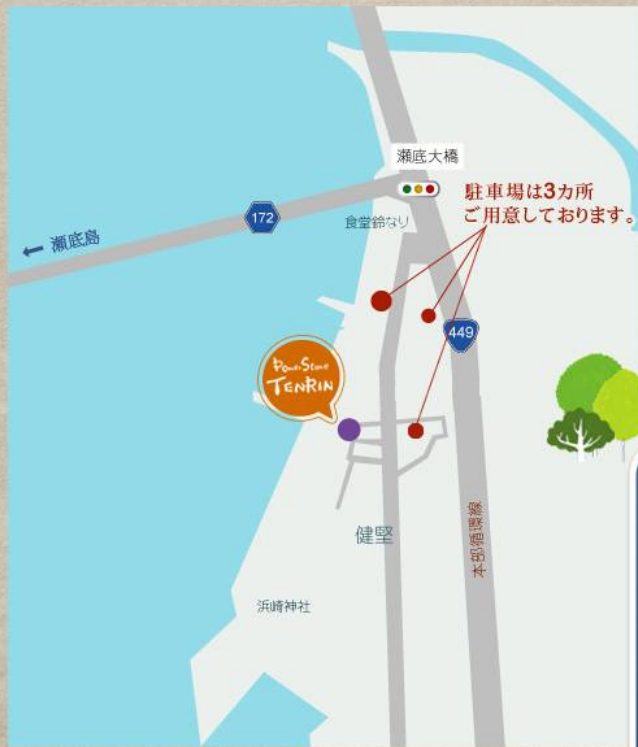 瀬底大橋
駐車場は3カ所
ご用意しております。
172
食堂鈴なり
← 瀬底島
449
Power Stone
TENRIN
本部循環線
健堅
浜崎神社